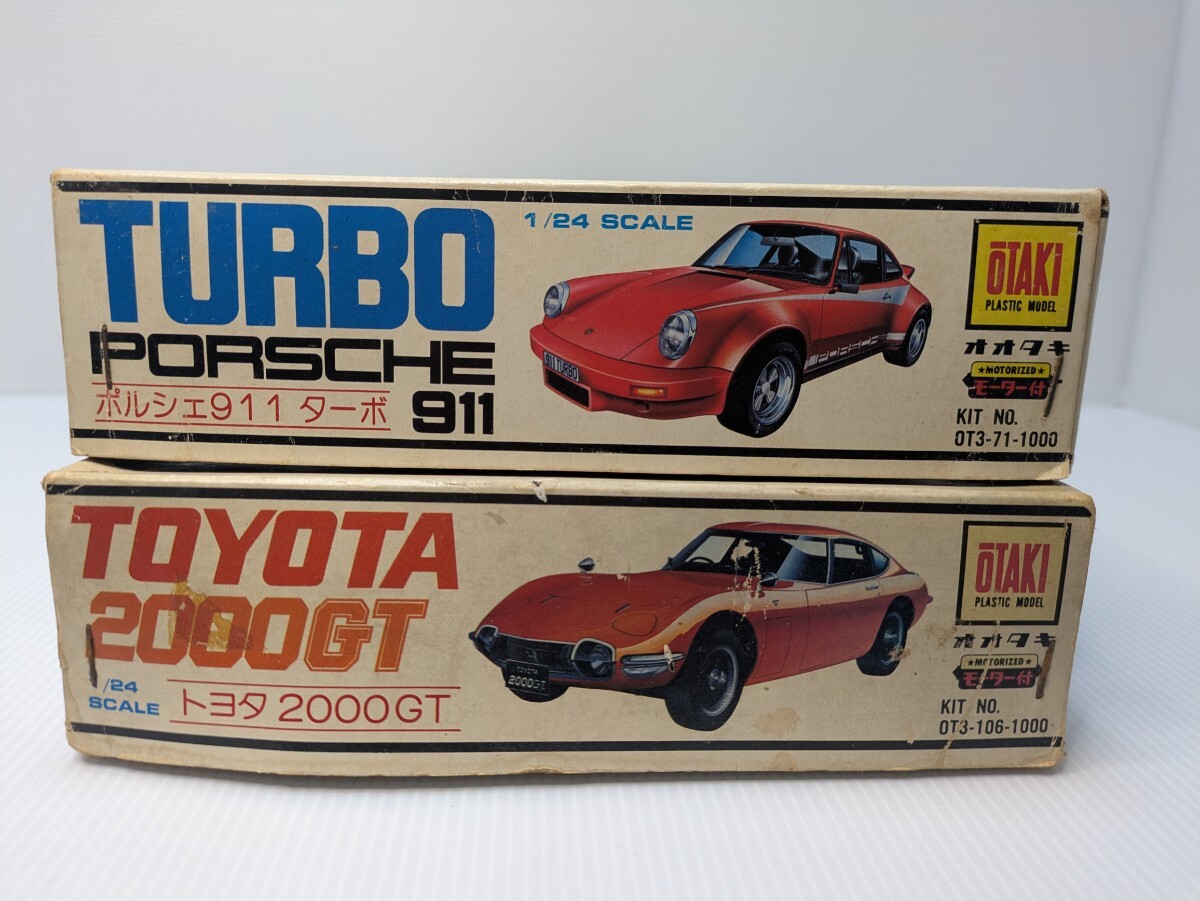 TURBO
PORSCHE
911
ポルシェ911ターボ
1/24 SCALE
911 TURBO
PORSCHE
ŌTAKI
PLASTIC MODEL
オオタキ
★MOTORIZED★
モーター付
KIT NO.
OT3-71-1000
TOYOTA
2000GT
/24
SCALE
トヨタ 2000GT
TOYOTA
2000GT
ŌTAKI
PLASTIC MODEL
オオタキ
★MOTORIZED★
モーター付
KIT NO.
OT3-106-1000